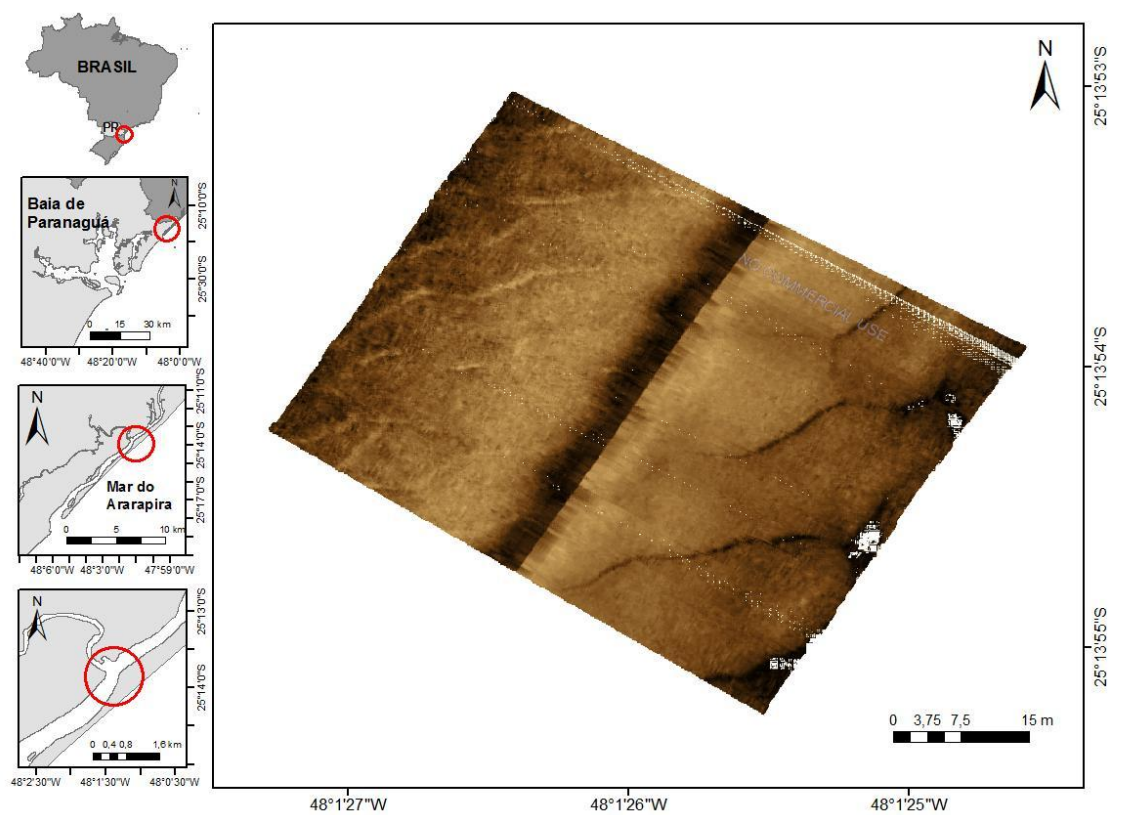 BRASIL
PR
N
Baia de
Paranaguá
25°10'0"S
25°30'0"S
0 15 30 km
48°40'0"W 48°20'0"W 48°0'0"W
N
25°11'0"S
25°14'0"S
25°17'0"S
Mar do
Ararapira
0 5 10 km
48°6'0"W 48°3'0"W 47°59'0"W
N
25°13'0"S
25°14'0"S
0 0,4 0,8 1,6 km
48°2'30"W 48°1'30"W 48°0'30"W
N
NO COMMERCIAL USE
25°13'53"S
25°13'54"S
25°13'55"S
0 3,75 7,5 15 m
48°1'27"W 48°1'26"W 48°1'25"W